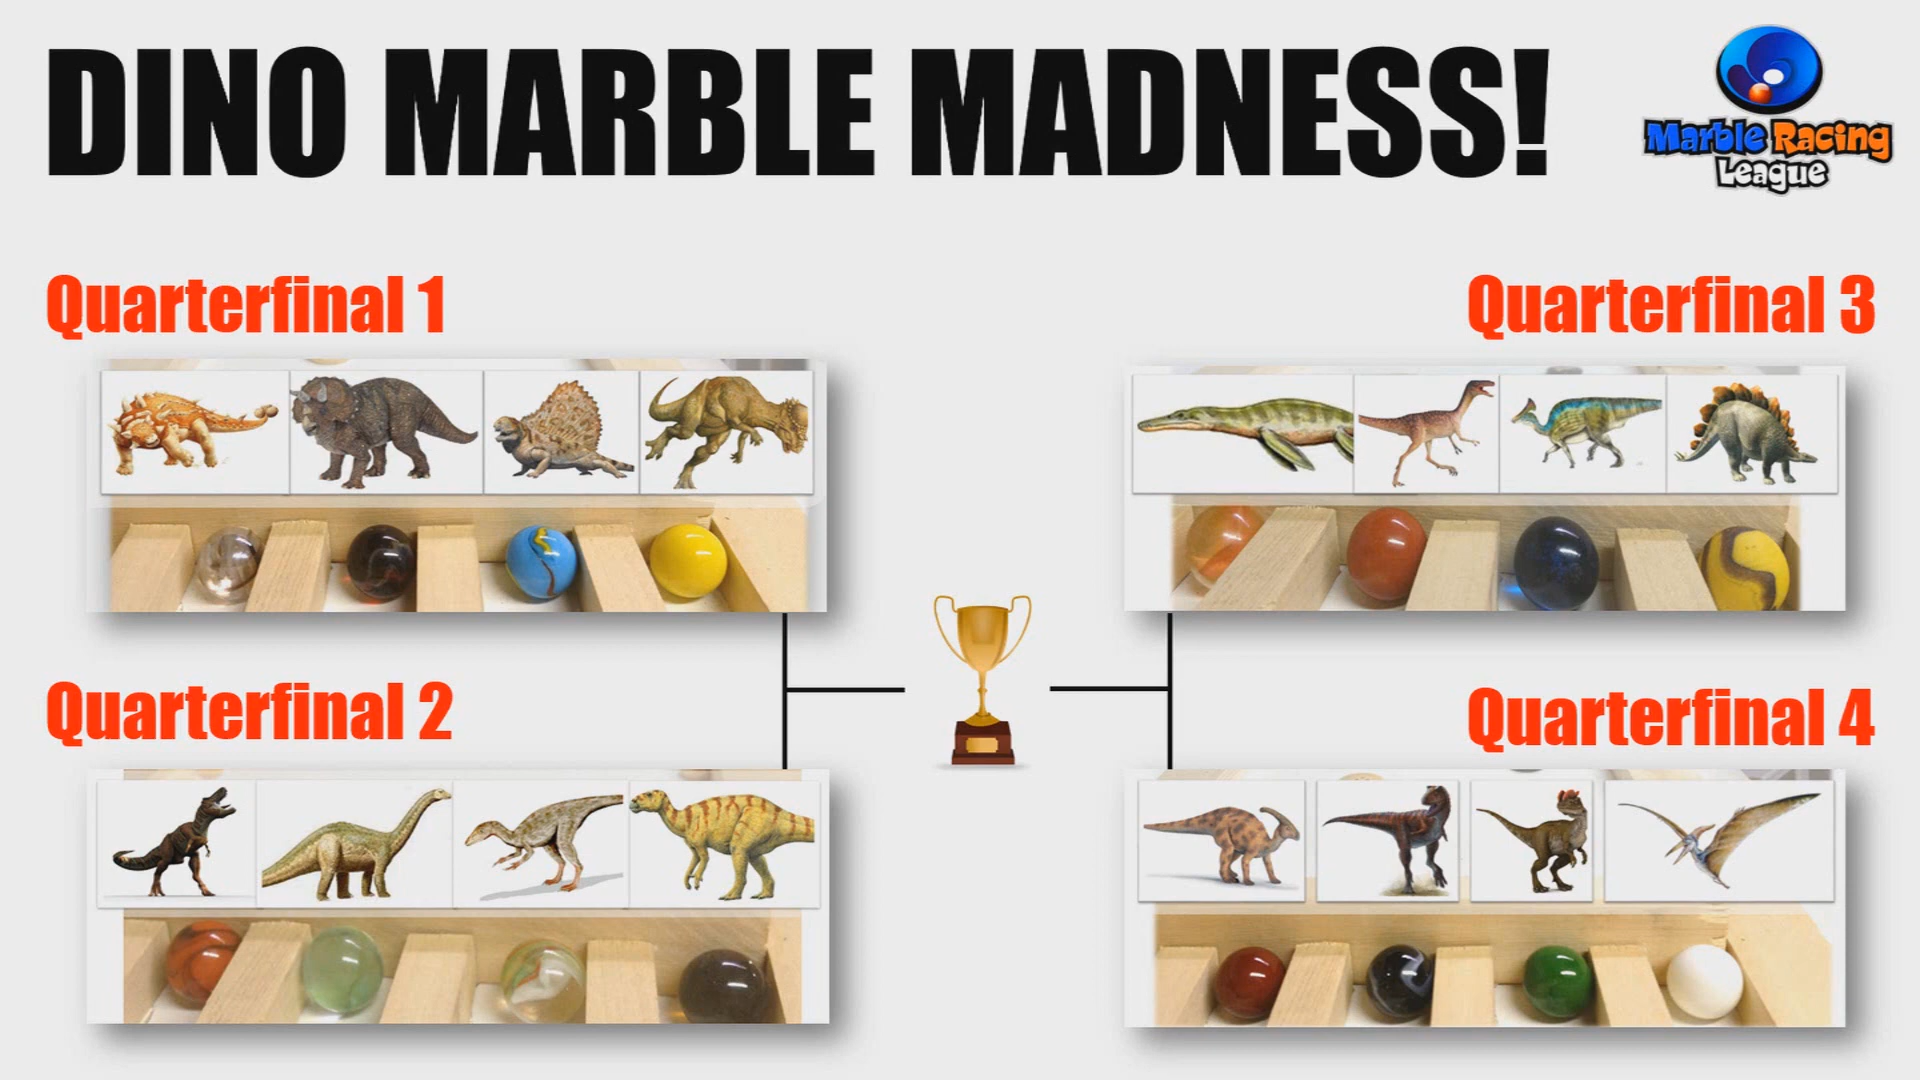 DINO MARBLE MADNESS!
Marble Racing
League
Quarterfinal 1
Quarterfinal 3
Quarterfinal 2
Quarterfinal 4